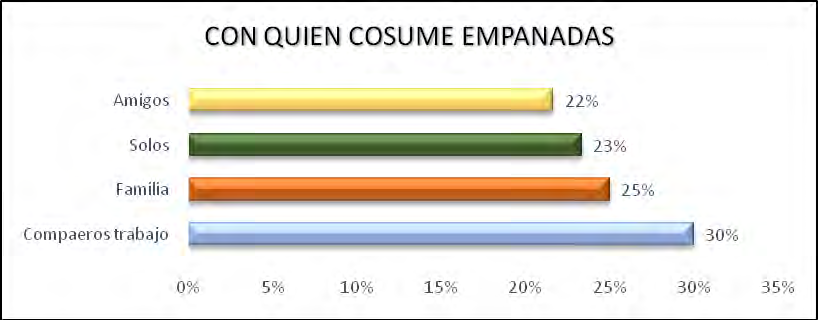 CON QUIEN COSUME EMPANADAS
Amigos 22%
Solos 23%
Familia 25%
Compaeros trabajo 30%
0% 5% 10% 15% 20% 25% 30% 35%